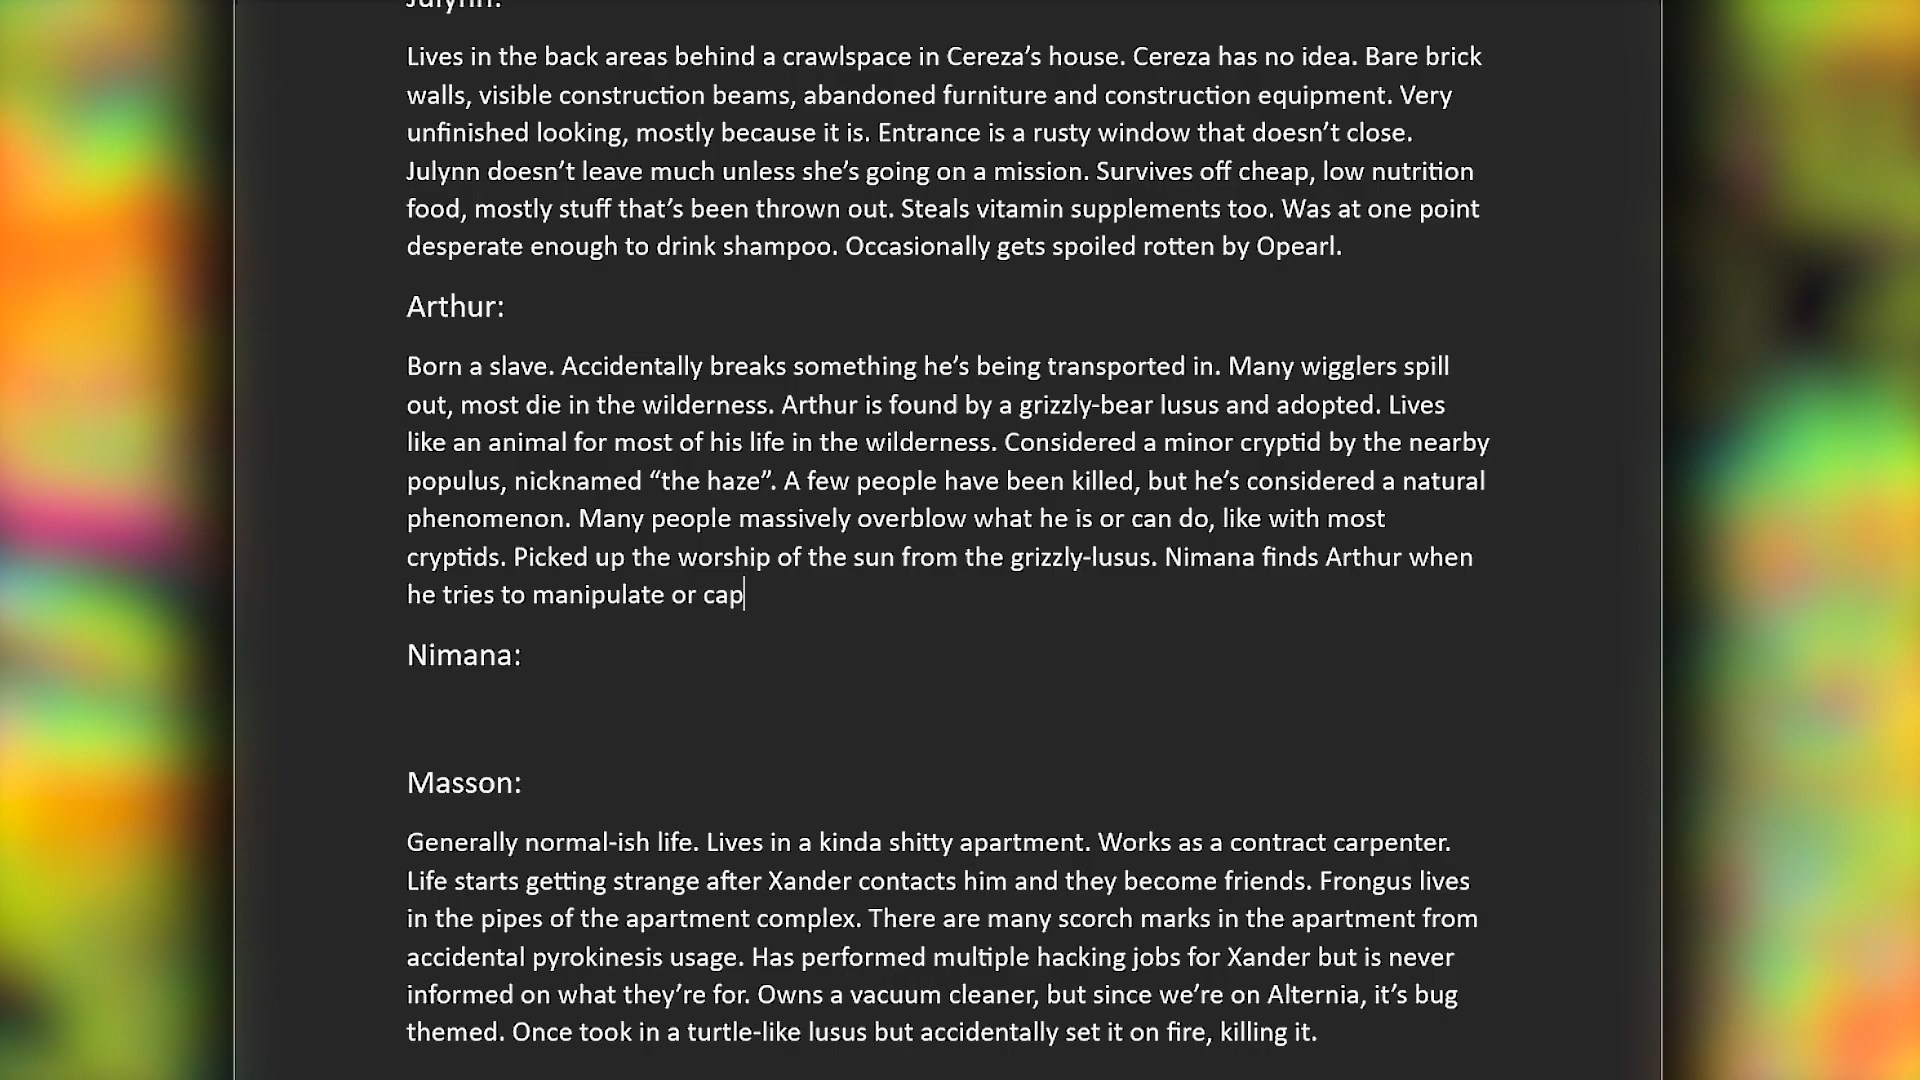 Julynn:
Lives in the back areas behind a crawlspace in Cereza’s house. Cereza has no idea. Bare brick
walls, visible construction beams, abandoned furniture and construction equipment. Very
unfinished looking, mostly because it is. Entrance is a rusty window that doesn’t close.
Julynn doesn’t leave much unless she’s going on a mission. Survives off cheap, low nutrition
food, mostly stuff that’s been thrown out. Steals vitamin supplements too. Was at one point
desperate enough to drink shampoo. Occasionally gets spoiled rotten by Opearl.
Arthur:
Born a slave. Accidentally breaks something he’s being transported in. Many wigglers spill
out, most die in the wilderness. Arthur is found by a grizzly-bear lusus and adopted. Lives
like an animal for most of his life in the wilderness. Considered a minor cryptid by the nearby
populus, nicknamed “the haze”. A few people have been killed, but he’s considered a natural
phenomenon. Many people massively overblow what he is or can do, like with most
cryptids. Picked up the worship of the sun from the grizzly-lusus. Nimana finds Arthur when
he tries to manipulate or cap
Nimana:
Masson:
Generally normal-ish life. Lives in a kinda shitty apartment. Works as a contract carpenter.
Life starts getting strange after Xander contacts him and they become friends. Frongus lives
in the pipes of the apartment complex. There are many scorch marks in the apartment from
accidental pyrokinesis usage. Has performed multiple hacking jobs for Xander but is never
informed on what they’re for. Owns a vacuum cleaner, but since we’re on Alternia, it’s bug
themed. Once took in a turtle-like lusus but accidentally set it on fire, killing it.